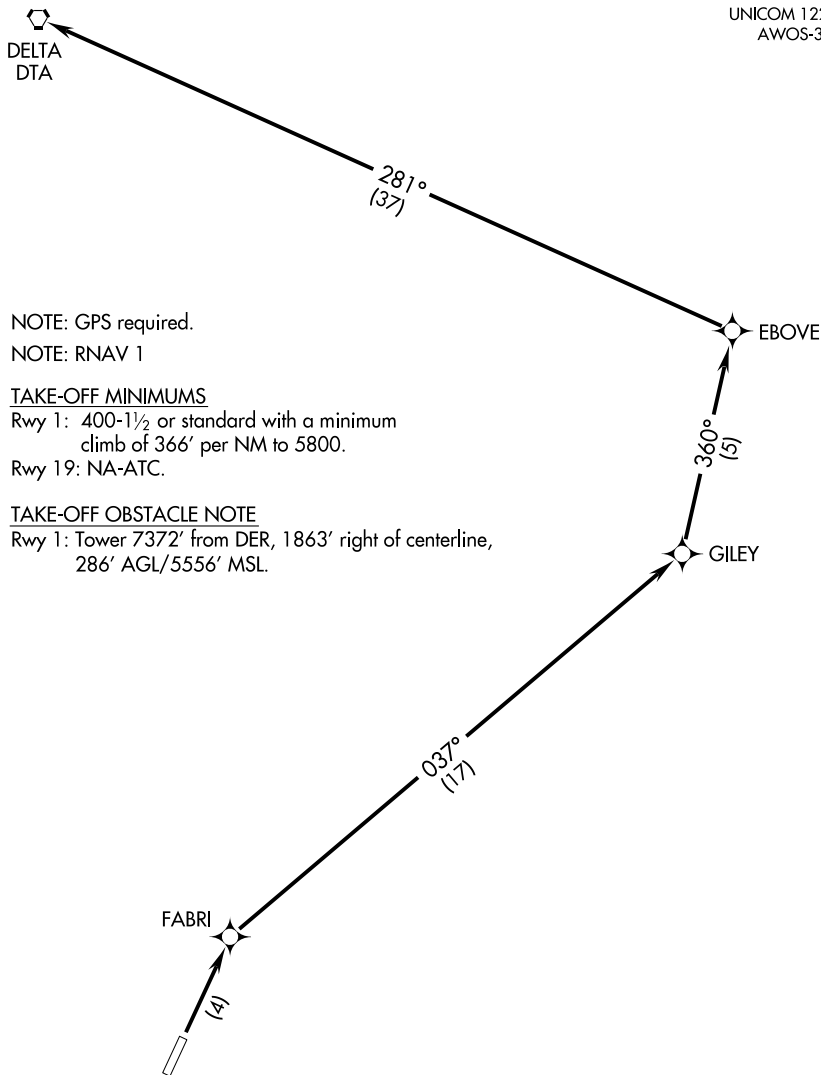 UNICOM 12
AWOS-3
DELTA
DTA
281°
(37)
EBOVE
NOTE: GPS required.
NOTE: RNAV 1
TAKE-OFF MINIMUMS
Rwy 1: 400-1½ or standard with a minimum
climb of 366' per NM to 5800.
Rwy 19: NA-ATC.
360°
(5)
TAKE-OFF OBSTACLE NOTE
Rwy 1: Tower 7372' from DER, 1863' right of centerline,
286' AGL/5556' MSL.
GILEY
037°
(17)
FABRI
(4)